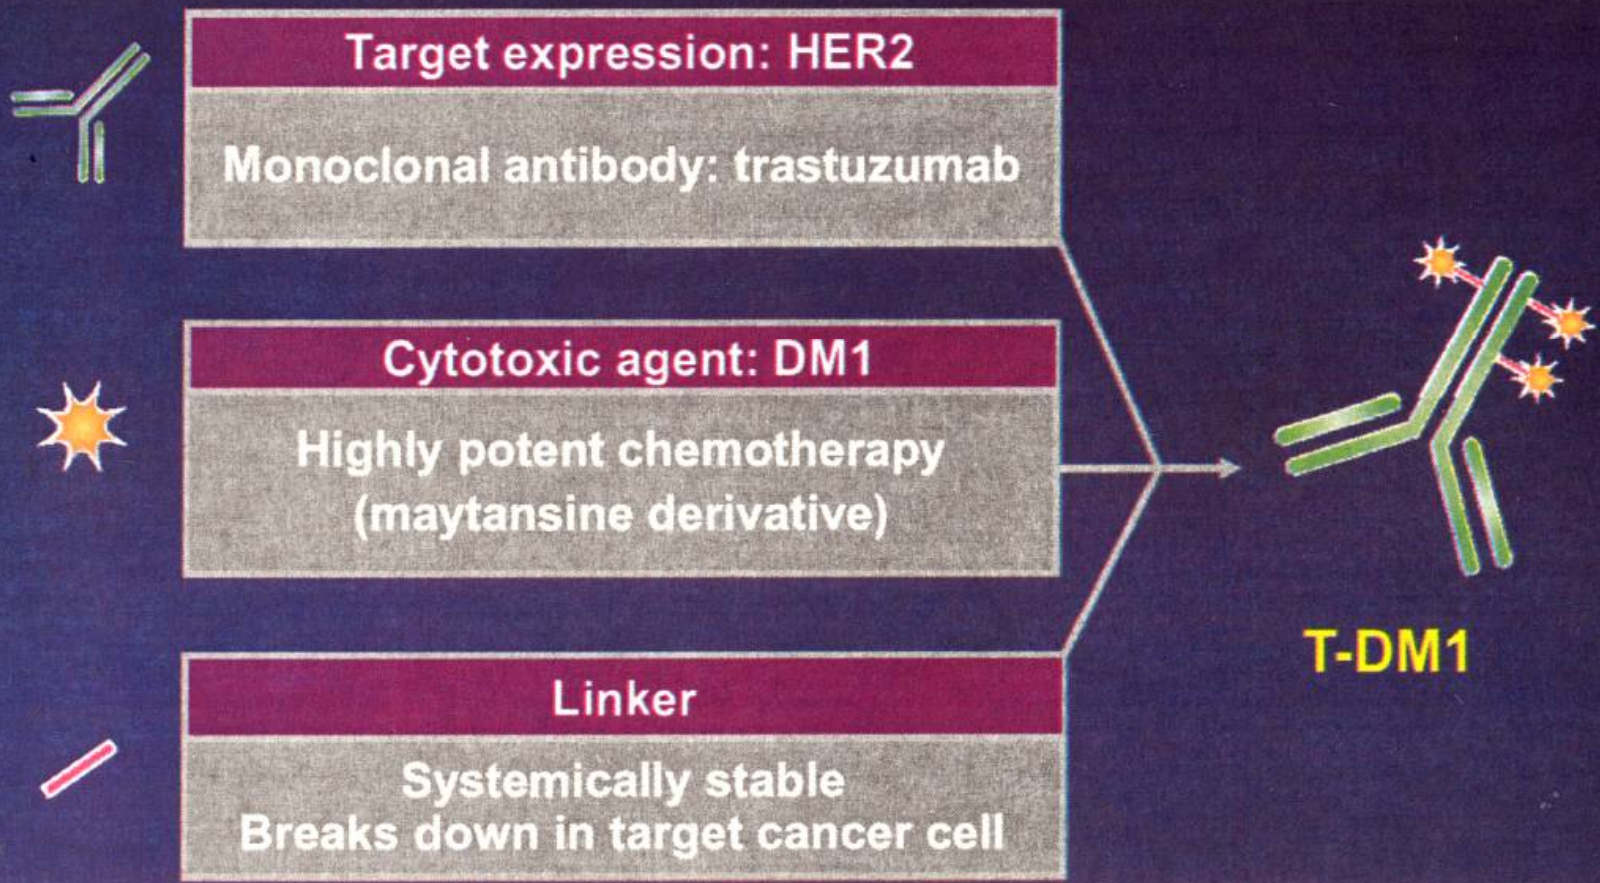 Target expression: HER2
Monoclonal antibody: trastuzumab
Cytotoxic agent: DM1
Highly potent chemotherapy
(maytansine derivative)
Linker
Systemically stable
Breaks down in target cancer cell
T-DM1